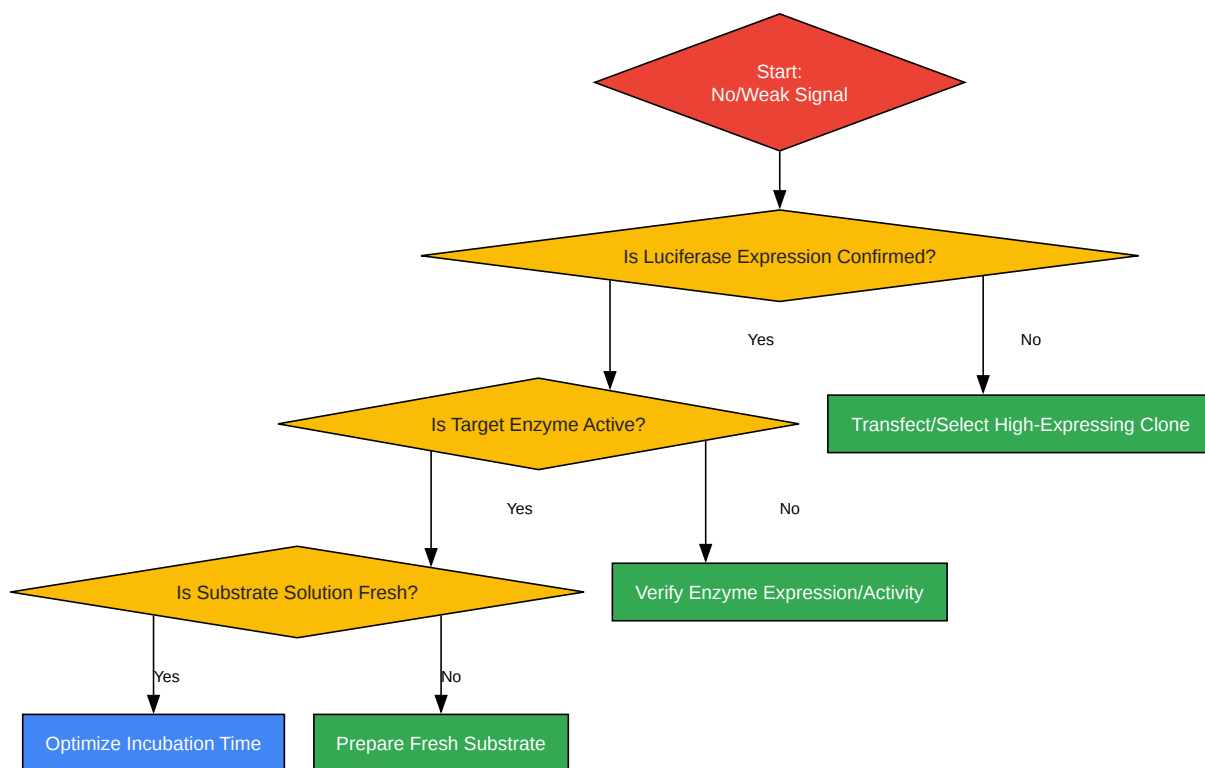 Start:
No/Weak Signal
Is Luciferase Expression Confirmed?
Yes
No
Is Target Enzyme Active?
Transfect/Select High-Expressing Clone
Yes
No
Is Substrate Solution Fresh?
Verify Enzyme Expression/Activity
Yes
No
Optimize Incubation Time
Prepare Fresh Substrate